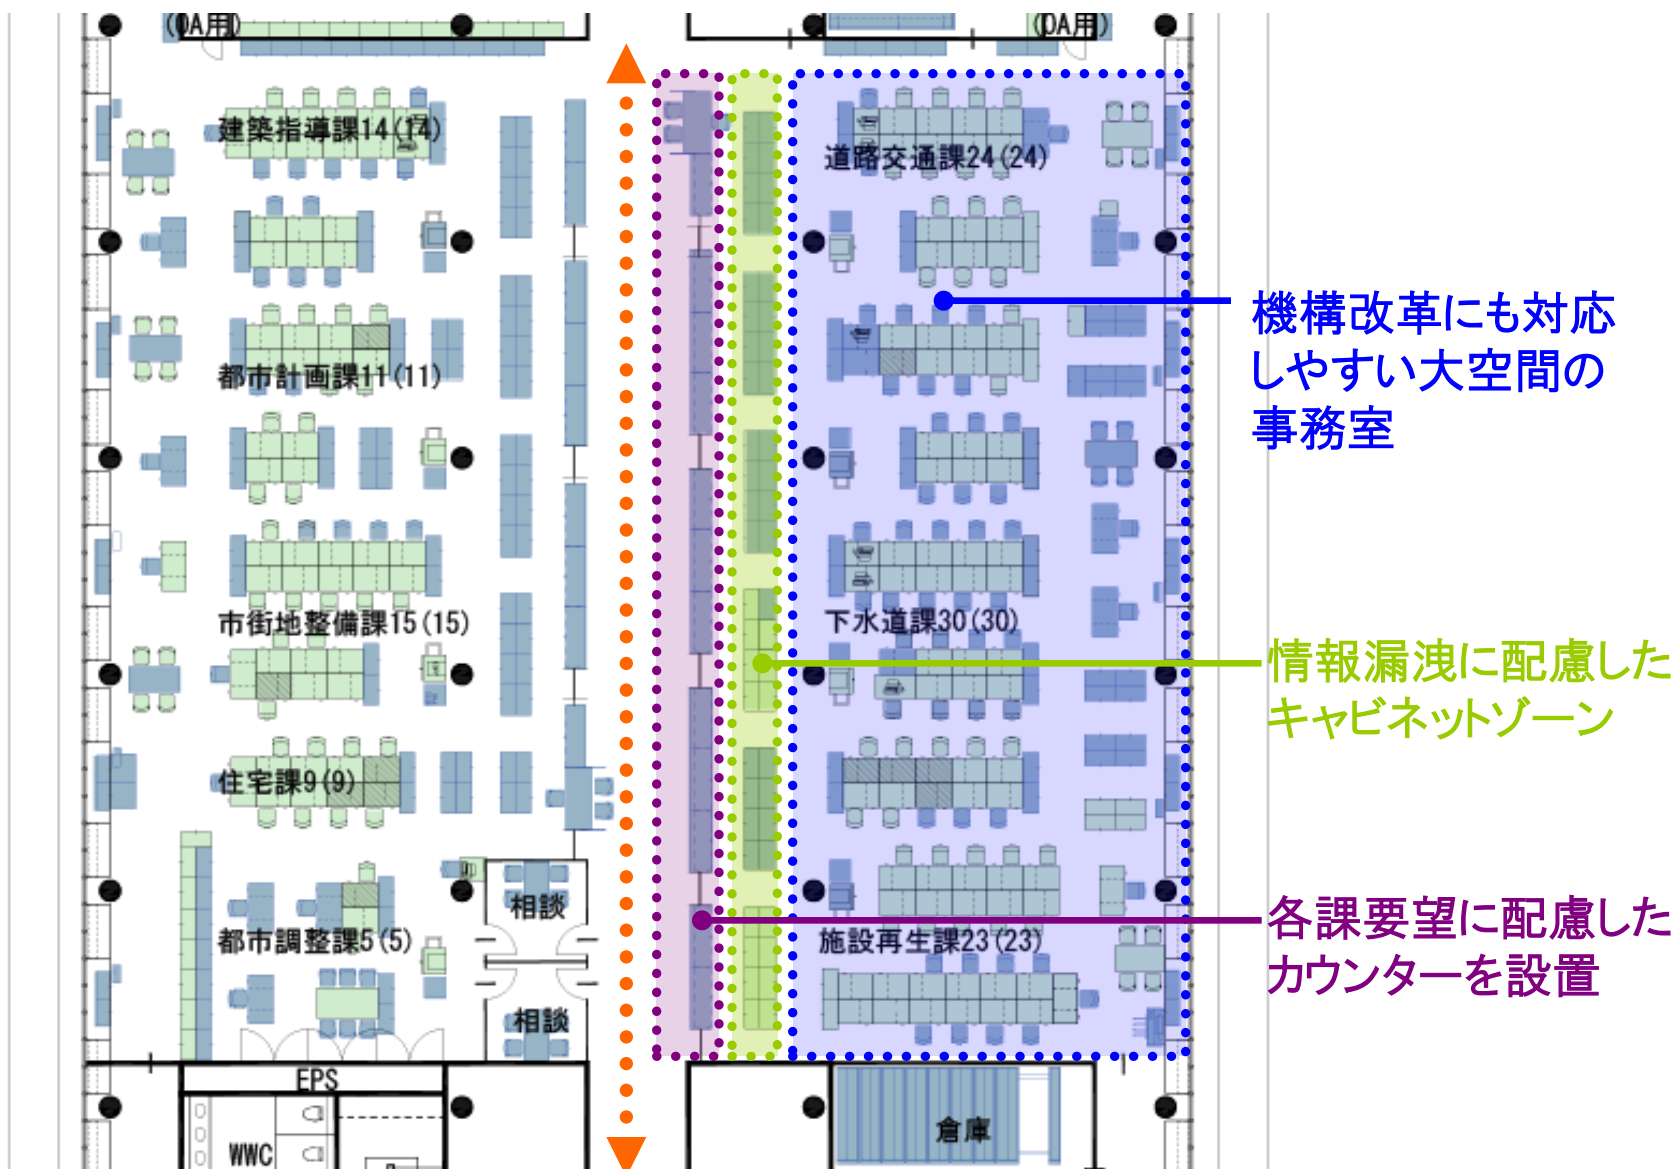 (OA用)
(OA用)
建築指導課14(14)
道路交通課24(24)
機構改革にも対応
しやすい大空間の
事務室
都市計画課11(11)
市街地整備課15(15)
下水道課30(30)
情報漏洩に配慮した
キャビネットゾーン
住宅課9(9)
相談
各課要望に配慮した
カウンターを設置
都市調整課5(5)
施設再生課23(23)
相談
EPS
倉庫
WWC